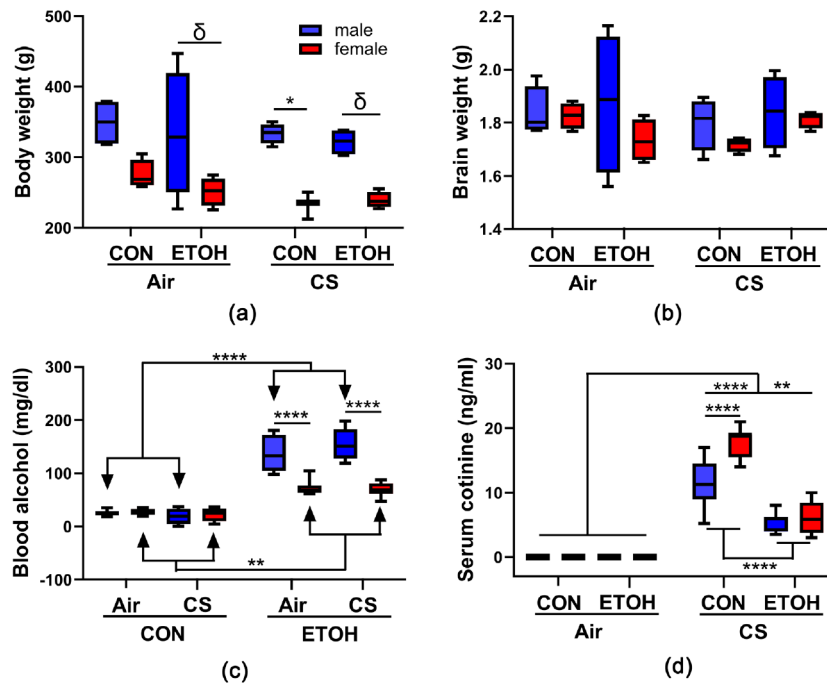 Body weight (g)
500
400
300
200
δ
male
female
*
δ
CON
ETOH
CON
ETOH
Air
CS
(a)
Brain weight (g)
2.2
2.0
1.8
1.6
1.4
CON
ETOH
CON
ETOH
Air
CS
(b)
Blood alcohol (mg/dl)
300
200
100
0
-100
****
****
****
**
Air
CS
Air
CS
CON
ETOH
(c)
Serum cotinine (ng/ml)
30
20
10
0
****
**
****
****
CON
ETOH
CON
ETOH
Air
CS
(d)